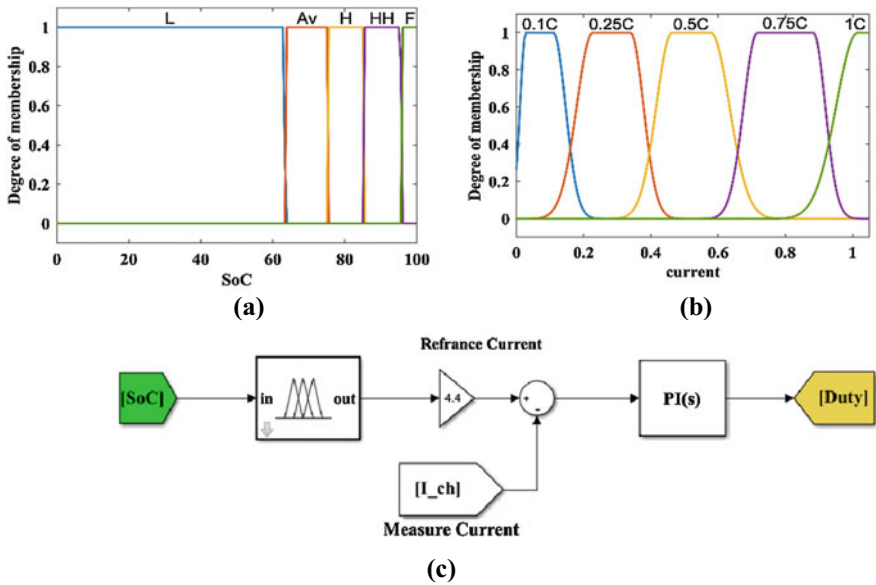 L Av H HH F
1
0.8
0.6
0.4
0.2
0
Degree of membership
0 20 40 60 80 100
SoC
(a)
0.1C 0.25C 0.5C 0.75C 1C
1
0.8
0.6
0.4
0.2
0
Degree of membership
0 0.2 0.4 0.6 0.8 1
current
(b)
Refrance Current
[SoC]
in out
4.4
+
-
PI(s)
[Duty]
[I_ch]
Measure Current
(c)